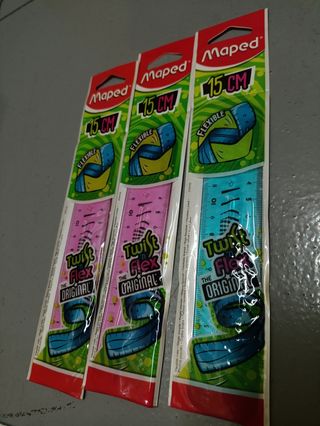 Maped
15 CM
FLEXIBLE
Twist
Flex
THE
ORIGINAL
Maped
15 CM
FLEXIBLE
Twist
Flex
THE
ORIGINAL
Maped
15 CM
FLEXIBLE
Twist
Flex
THE
ORIGINAL